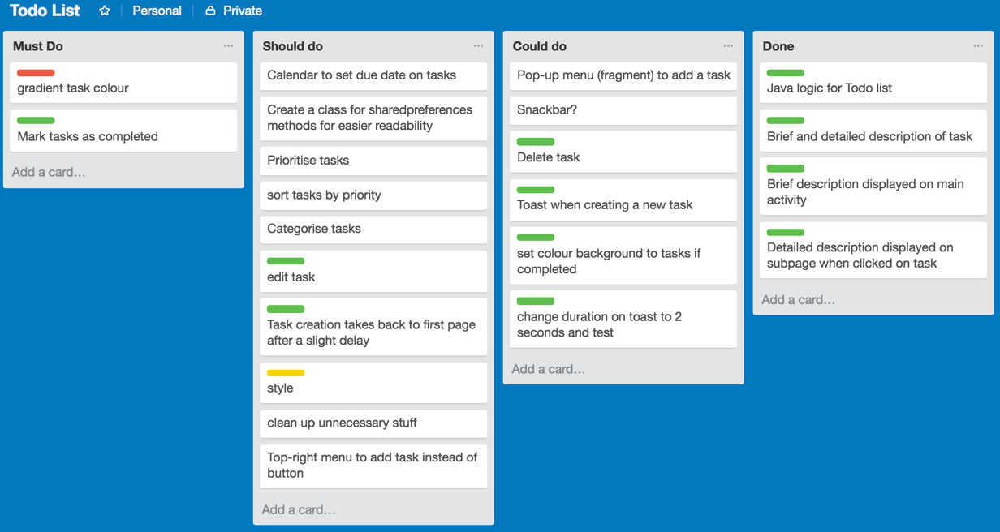 Todo List Personal Private
Must Do
gradient task colour
Mark tasks as completed
Add a card...
Should do
Calendar to set due date on tasks
Create a class for sharedpreferences
methods for easier readability
Prioritise tasks
sort tasks by priority
Categorise tasks
edit task
Task creation takes back to first page
after a slight delay
style
clean up unnecessary stuff
Top-right menu to add task instead of
button
Add a card...
Could do
Pop-up menu (fragment) to add a task
Snackbar?
Delete task
Toast when creating a new task
set colour background to tasks if
completed
change duration on toast to 2
seconds and test
Add a card...
Done
Java logic for Todo list
Brief and detailed description of task
Brief description displayed on main
activity
Detailed description displayed on
subpage when clicked on task
Add a card...